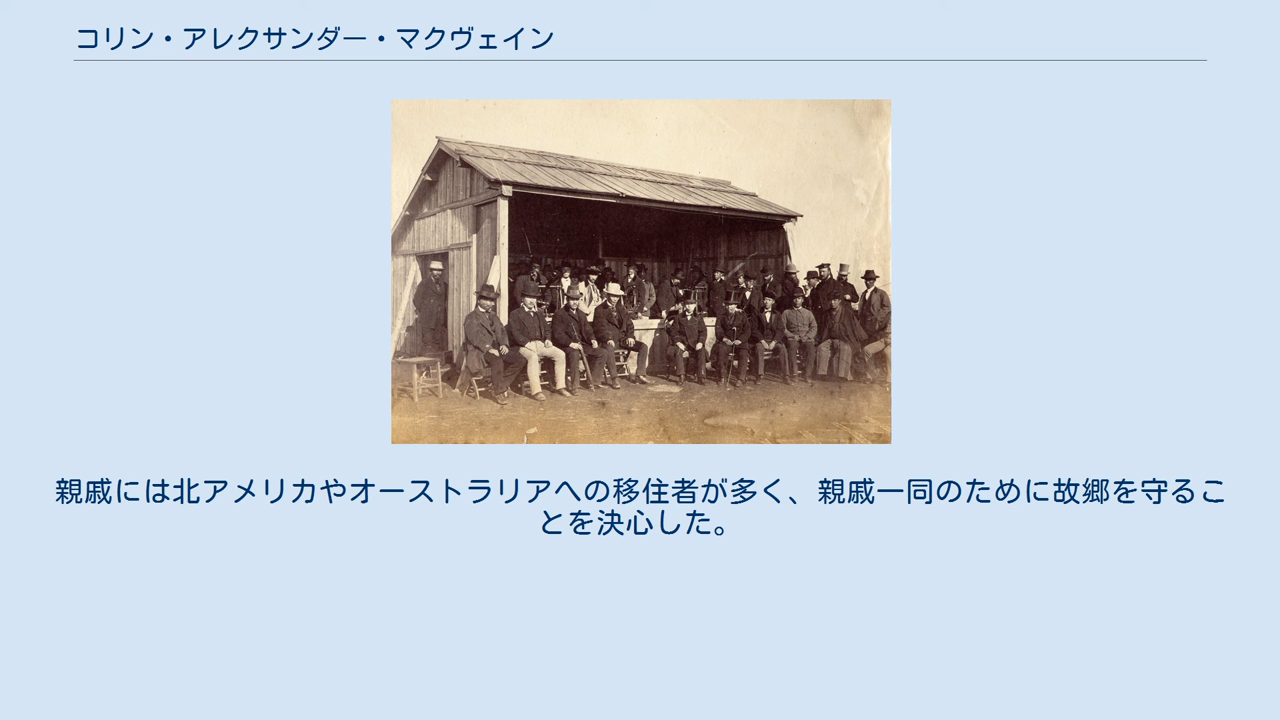 コリン・アレクサンダー・マクヴェイン
親戚には北アメリカやオーストラリアへの移住者が多く、親戚一同のために故郷を守るこ
とを決心した。